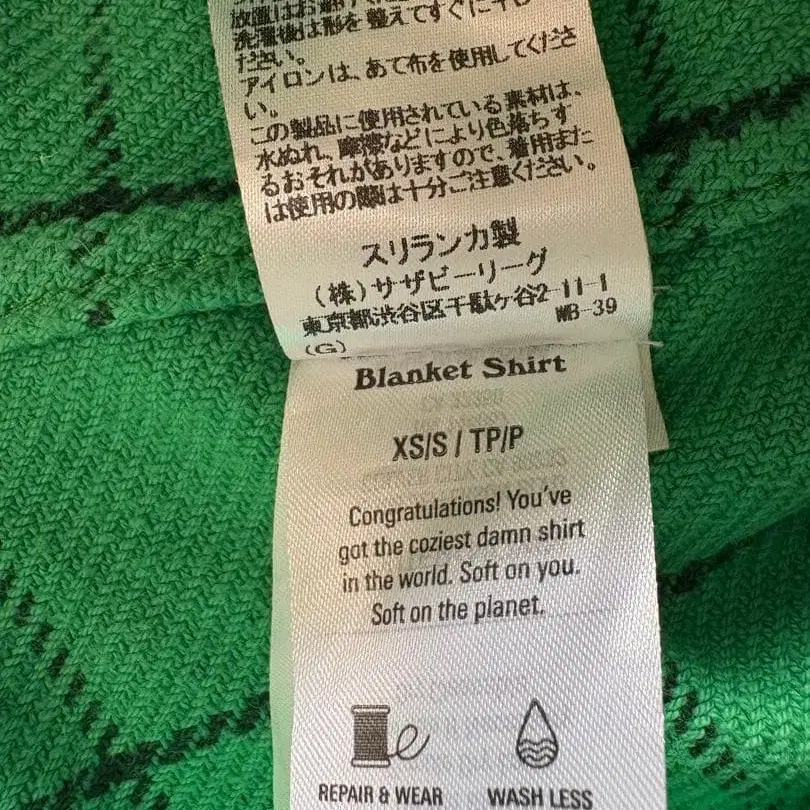 洗濯後は形を整えてすぐに干し
ださい。
アイロンは、あて布を使用してくださ
い。
この製品に使用されている素材は、
水ぬれ、摩擦などにより色落ちす
るおそれがありますので、着用また
は使用の際は十分ご注意ください。
スリランカ製
(株)サザビーリーグ
東京都渋谷区千駄ヶ谷2-11-1
(G) WB-39
Blanket Shirt
XS/S / TP/P
Congratulations! You've
got the coziest damn shirt
in the world. Soft on you.
Soft on the planet.
REPAIR & WEAR WASH LESS